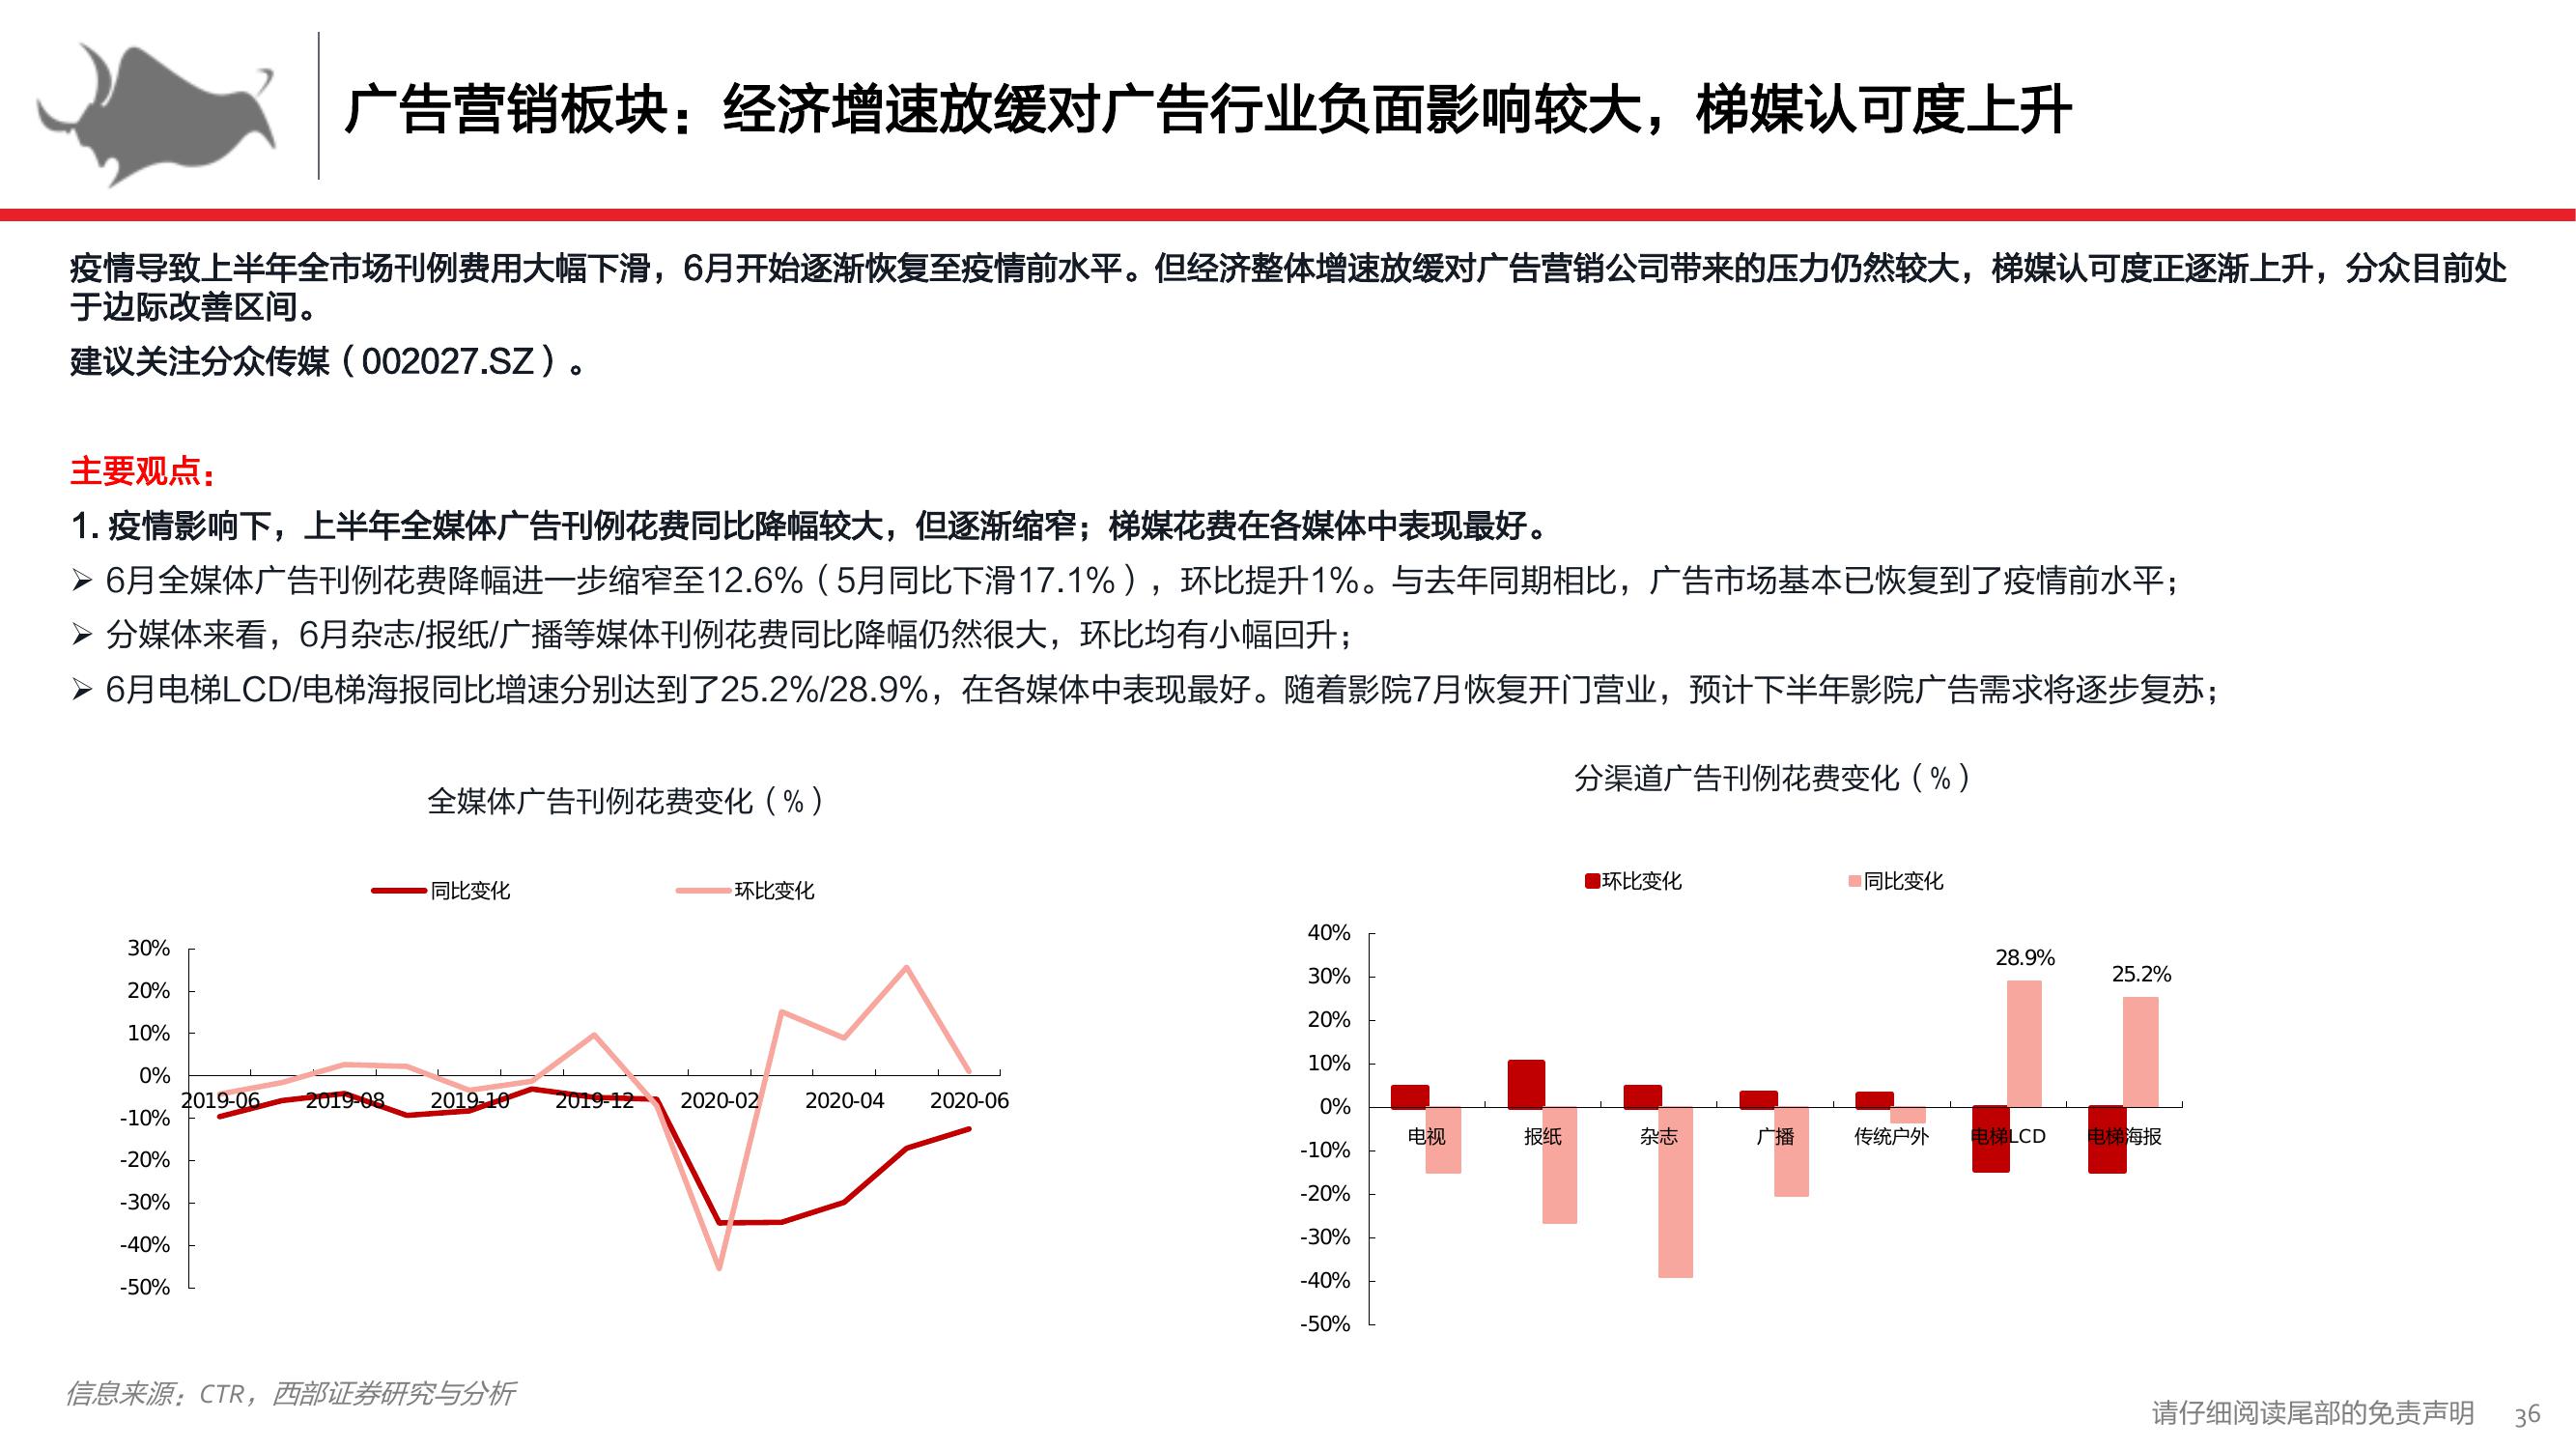 广告营销板块：经济增速放缓对广告行业负面影响较大，梯媒认可度上升
疫情导致上半年全市场刊例费用大幅下滑，6月开始逐渐恢复至疫情前水平。但经济整体增速放缓对广告营销公司带来的压力仍然较大，梯媒认可度正逐渐上升，分众目前处
于边际改善区间。
建议关注分众传媒（002027.SZ）。
主要观点：
1. 疫情影响下，上半年全媒体广告刊例花费同比降幅较大，但逐渐缩窄；梯媒花费在各媒体中表现最好。
➢ 6月全媒体广告刊例花费降幅进一步缩窄至12.6%（5月同比下滑17.1%），环比提升1%。与去年同期相比，广告市场基本已恢复到了疫情前水平；
➢ 分媒体来看，6月杂志/报纸/广播等媒体刊例花费同比降幅仍然很大，环比均有小幅回升；
➢ 6月电梯LCD/电梯海报同比增速分别达到了25.2%/28.9%，在各媒体中表现最好。随着影院7月恢复开门营业，预计下半年影院广告需求将逐步复苏；
全媒体广告刊例花费变化（%）
同比变化 环比变化
30%
20%
10%
0%
-10%
-20%
-30%
-40%
-50%
2019-06 2019-08 2019-10 2019-12 2020-02 2020-04 2020-06
分渠道广告刊例花费变化（%）
环比变化 同比变化
40%
30%
20%
10%
0%
-10%
-20%
-30%
-40%
-50%
28.9%
25.2%
电视 报纸 杂志 广播 传统户外 电梯LCD 电梯海报
信息来源：CTR，西部证券研究与分析
请仔细阅读尾部的免责声明 36